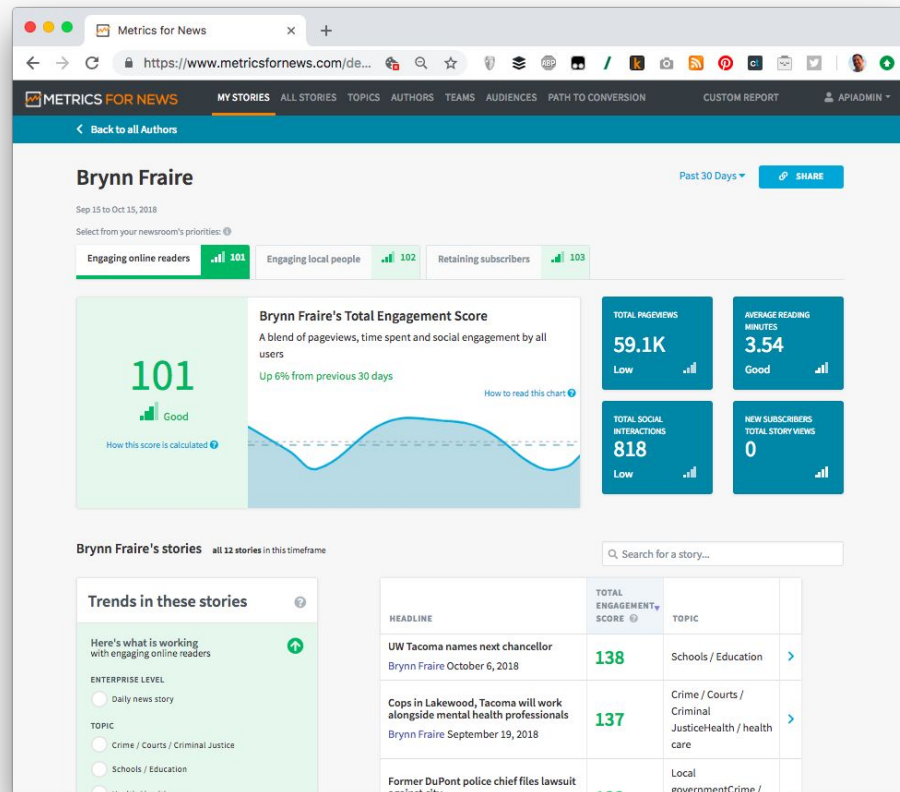 Metrics for News
https://www.metricsfornews.com/de...
METRICS FOR NEWS
MY STORIES ALL STORIES TOPICS AUTHORS TEAMS AUDIENCES PATH TO CONVERSION CUSTOM REPORT APIADMIN
Back to all Authors
Brynn Fraire
Past 30 Days
SHARE
Sep 15 to Oct 15, 2018
Select from your newsroom's priorities:
Engaging online readers 101 Engaging local people 102 Retaining subscribers 103
101
Good
How this score is calculated
Brynn Fraire's Total Engagement Score
A blend of pageviews, time spent and social engagement by all
users
Up 6% from previous 30 days
How to read this chart
TOTAL PAGEVIEWS
59.1K
Low
AVERAGE READING
MINUTES
3.54
Good
TOTAL SOCIAL
INTERACTIONS
818
Low
NEW SUBSCRIBERS
TOTAL STORY VIEWS
0
Brynn Fraire's stories all 12 stories in this timeframe
Search for a story...
Trends in these stories
Here's what is working
with engaging online readers
ENTERPRISE LEVEL
Daily news story
TOPIC
Crime / Courts / Criminal Justice
Schools / Education
HEADLINE
TOTAL
ENGAGEMENT
SCORE
TOPIC
UW Tacoma names next chancellor
Brynn Fraire October 6, 2018
138
Schools / Education
Cops in Lakewood, Tacoma will work
alongside mental health professionals
Brynn Fraire September 19, 2018
137
Crime / Courts /
Criminal
JusticeHealth / health
care
Former DuPont police chief files lawsuit
against city
Local
governmentCrime /